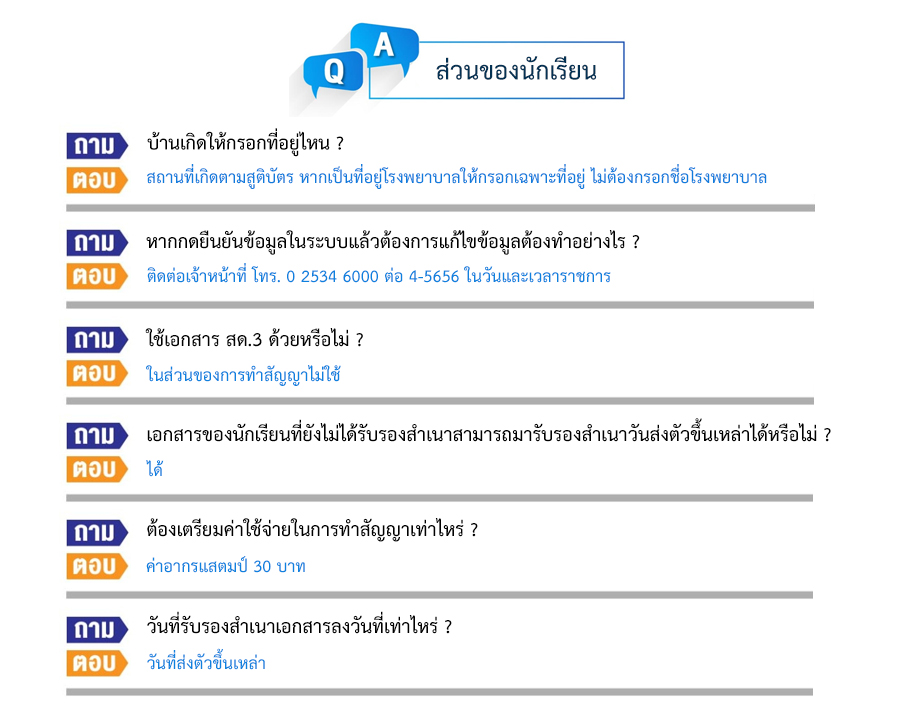 Q A
ส่วนของนักเรียน
ถาม บ้านเกิดให้กรอกที่อยู่ไหน ?
ตอบ สถานที่เกิดตามสูติบัตร หากเป็นที่อยู่โรงพยาบาลให้กรอกเฉพาะที่อยู่ ไม่ต้องกรอกชื่อโรงพยาบาล
ถาม หากกดยืนยันข้อมูลในระบบแล้วต้องการแก้ไขข้อมูลต้องทำอย่างไร ?
ตอบ ติดต่อเจ้าหน้าที่ โทร. 0 2534 6000 ต่อ 4-5656 ในวันและเวลาราชการ
ถาม ใช้เอกสาร สด.3 ด้วยหรือไม่ ?
ตอบ ในส่วนของการทำสัญญาไม่ใช้
ถาม เอกสารของนักเรียนที่ยังไม่ได้รับรองสำเนาสามารถมารับรองสำเนาวันส่งตัวขึ้นเหล่าได้หรือไม่ ?
ตอบ ได้
ถาม ต้องเตรียมค่าใช้จ่ายในการทำสัญญาเท่าไหร่ ?
ตอบ ค่าอากรแสตมป์ 30 บาท
ถาม วันที่รับรองสำเนาเอกสารลงวันที่เท่าไหร่ ?
ตอบ วันที่ส่งตัวขึ้นเหล่า